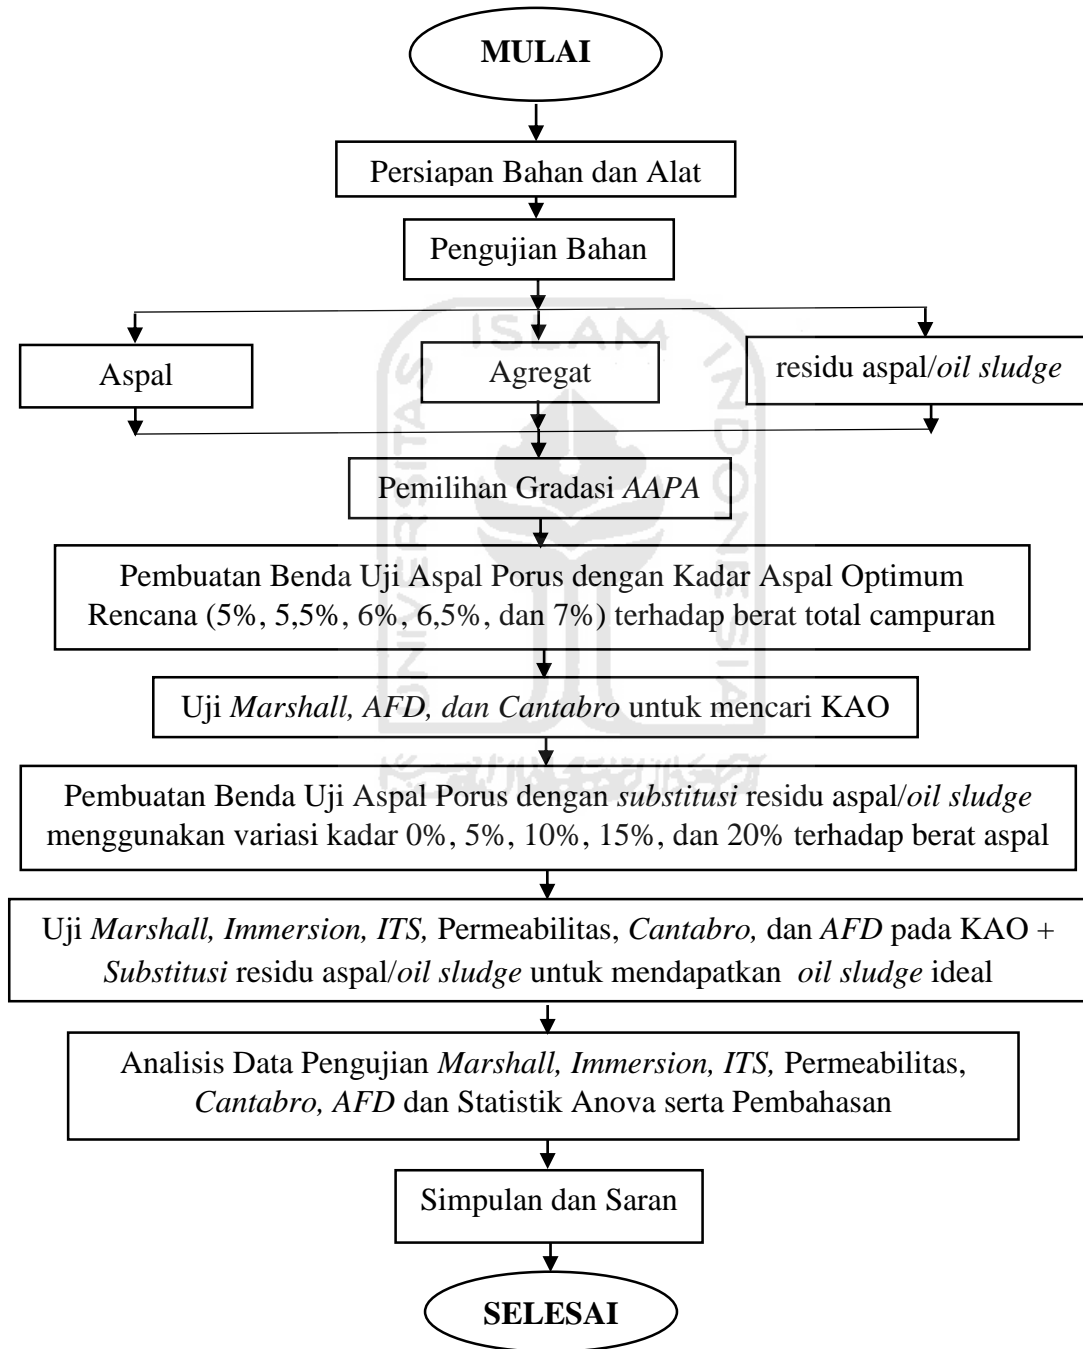 MULAI
Persiapan Bahan dan Alat
Pengujian Bahan
Aspal
Agregat
residu aspal/oil sludge
Pemilihan Gradasi AAPA
Pembuatan Benda Uji Aspal Porus dengan Kadar Aspal Optimum
Rencana (5%, 5,5%, 6%, 6,5%, dan 7%) terhadap berat total campuran
Uji Marshall, AFD, dan Cantabro untuk mencari KAO
Pembuatan Benda Uji Aspal Porus dengan substitusi residu aspal/oil sludge
menggunakan variasi kadar 0%, 5%, 10%, 15%, dan 20% terhadap berat aspal
Uji Marshall, Immersion, ITS, Permeabilitas, Cantabro, dan AFD pada KAO +
Substitusi residu aspal/oil sludge untuk mendapatkan oil sludge ideal
Analisis Data Pengujian Marshall, Immersion, ITS, Permeabilitas,
Cantabro, AFD dan Statistik Anova serta Pembahasan
Simpulan dan Saran
SELESAI
UNIVERSITAS
ISLAM
INDONESIA